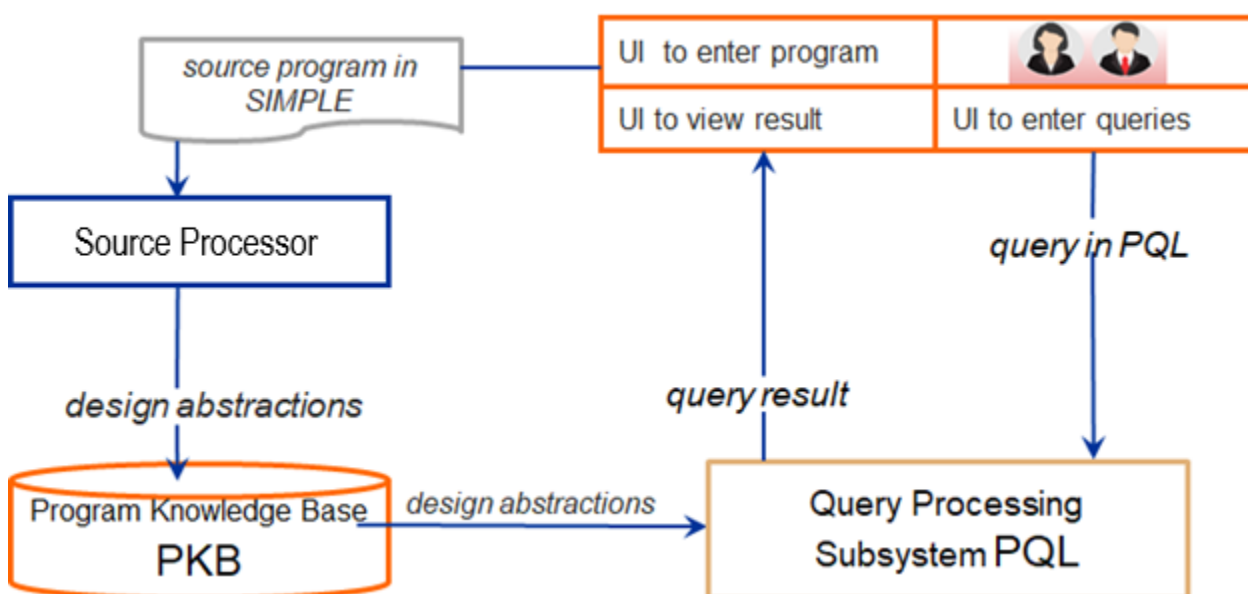 source program in
SIMPLE
UI to enter program
UI to view result
UI to enter queries
Source Processor
query in PQL
design abstractions
query result
Program Knowledge Base
PKB
design abstractions
Query Processing
Subsystem PQL